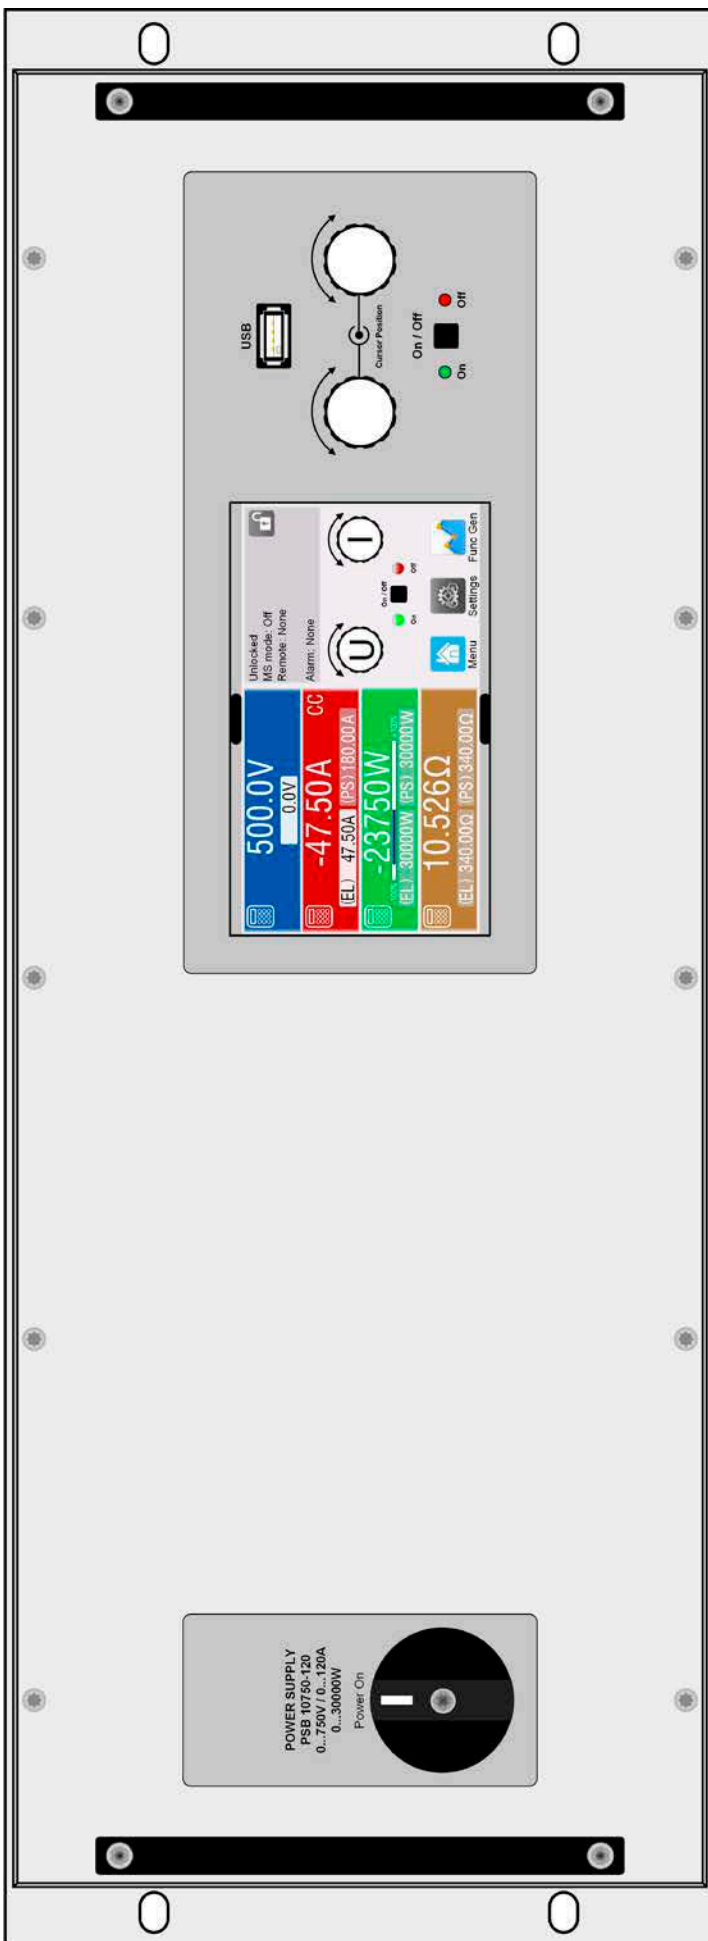 POWER SUPPLY
PSB 10750-120
0...750V / 0...120A
0...30000W
Power On
500.0V
0.0V
-47.50A
CC
(EL) 47.50A (PS) 180.00A
-23750W
100%
+100%
(EL) 30000W (PS) 30000W
10.526Ω
(EL) 340.00Ω (PS) 340.00Ω
Unlocked
MS mode: Off
Remote: None
Alarm: None
U
I
On / Off
On
Off
Menu
Settings
Func Gen
USB
Cursor Position
On / Off
On
Off